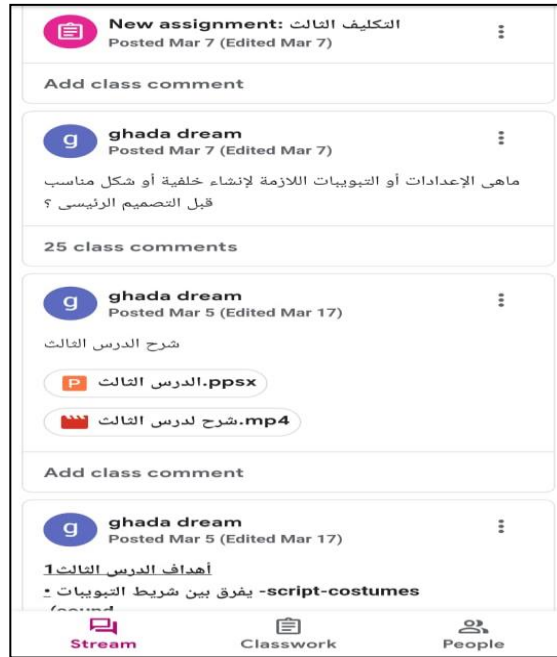 New assignment: التكليف الثالث
Posted Mar 7 (Edited Mar 7)
Add class comment
g
ghada dream
Posted Mar 7 (Edited Mar 7)
ماهى الإعدادات أو التبويبات اللازمة لإنشاء خلفية أو شكل مناسب
قبل التصميم الرئيسى ؟
25 class comments
g
ghada dream
Posted Mar 5 (Edited Mar 17)
شرح الدرس الثالث
P الدرس الثالث.ppsx
شرح لدرس الثالث.mp4
Add class comment
g
ghada dream
Posted Mar 5 (Edited Mar 17)
أهداف الدرس الثالث1
• يفرق بين شريط التبويبات -script-costumes
Stream
Classwork
People